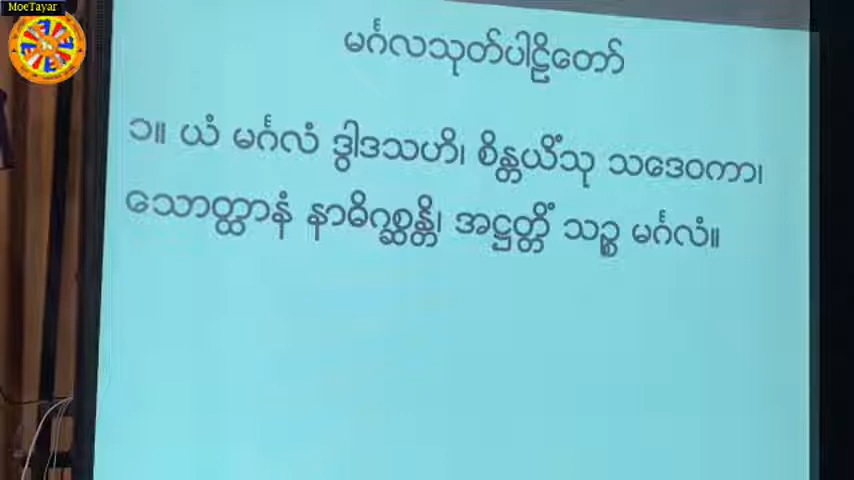 MoeTayar
မင်္ဂလသုတ်ပါဠိတော်
၁။ ယံ မင်္ဂလံ ဒွါဒသဟိ၊ စိန္တယိံသု သဒေဝကာ၊
သောတ္ထာနံ နာဓိဂစ္ဆန္တိ၊ အဋ္ဌတ္တိံ သဉ္စ မင်္ဂလံ။